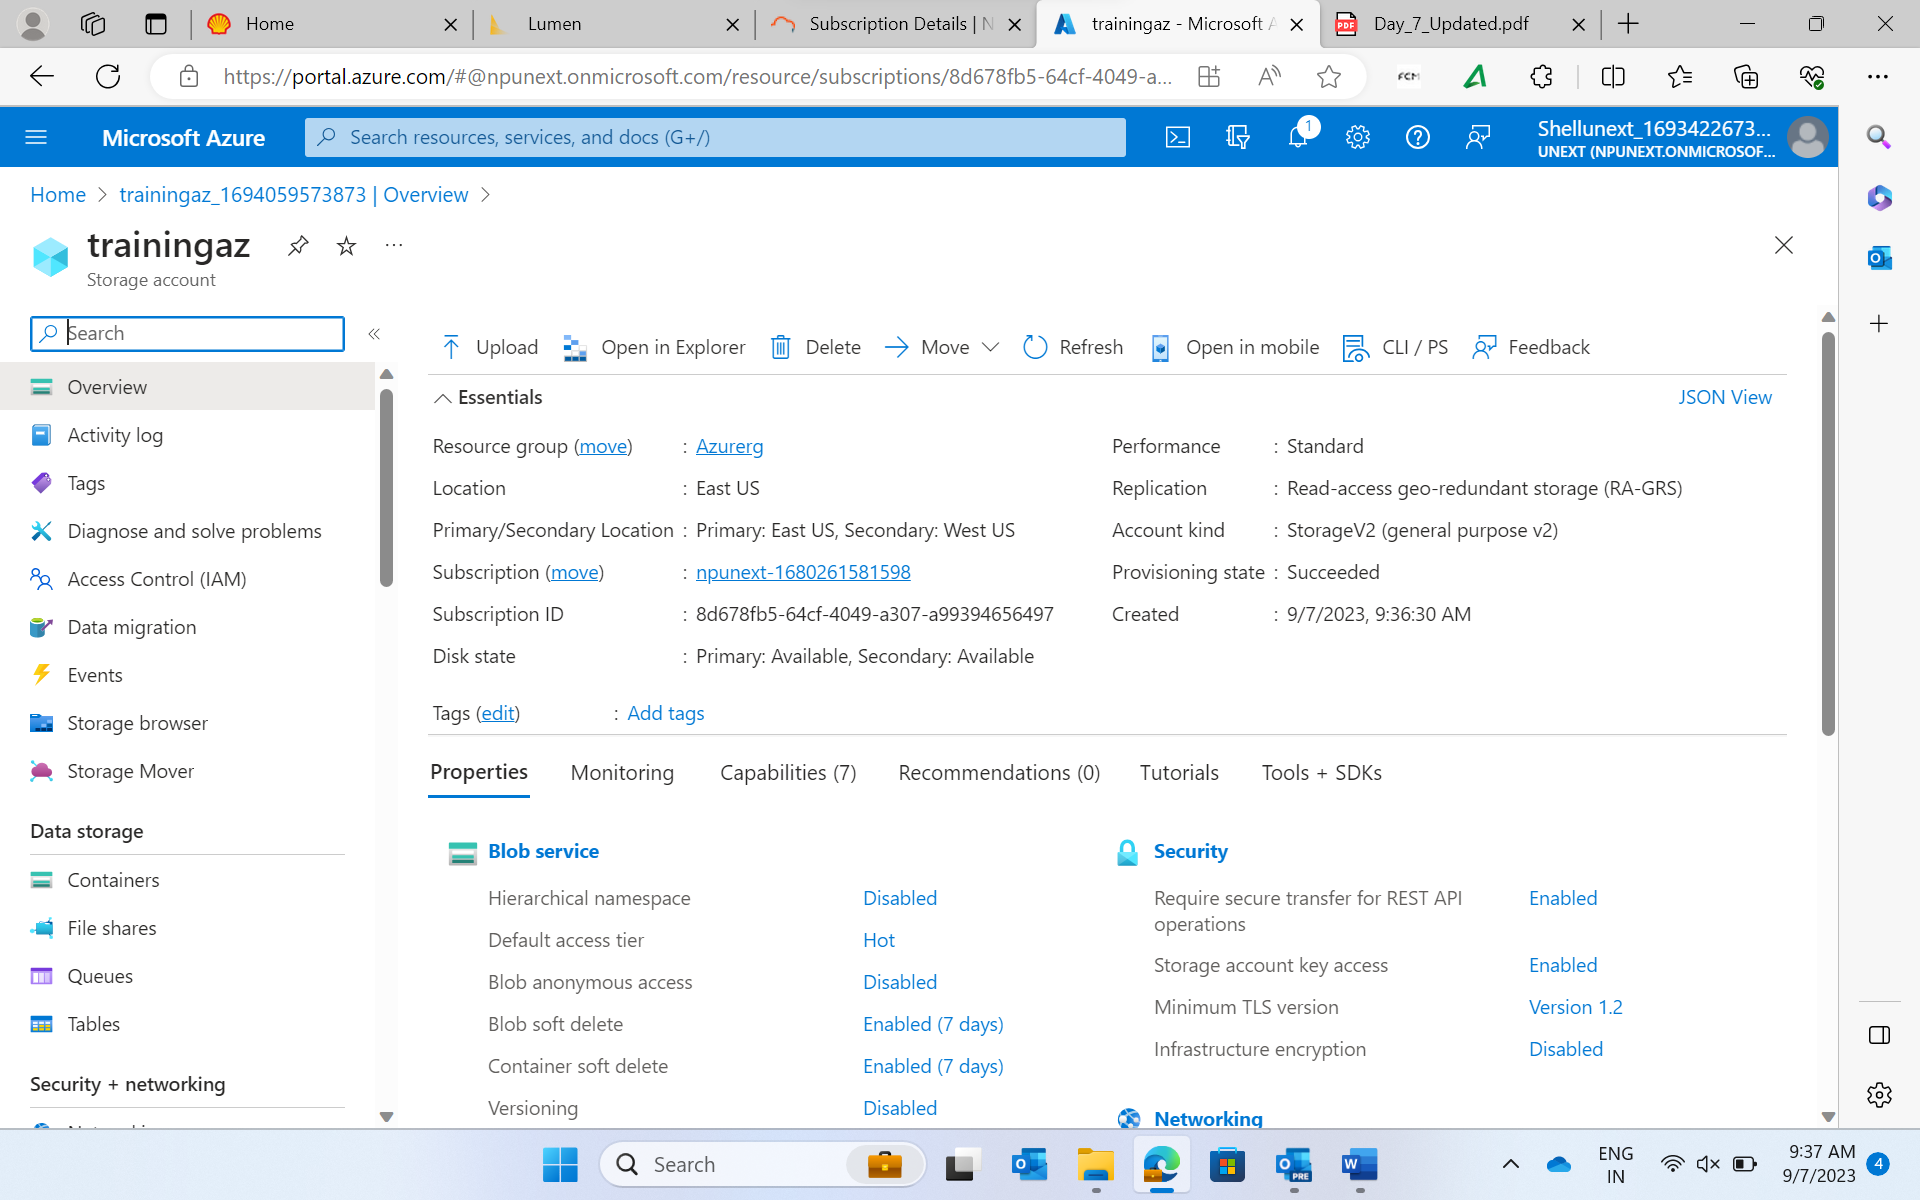 Home
Lumen
Subscription Details | N
trainingaz - Microsoft A
PDF
Day_7_Updated.pdf
https://portal.azure.com/#@npunext.onmicrosoft.com/resource/subscriptions/8d678fb5-64cf-4049-a...
FCM
Microsoft Azure
Search resources, services, and docs (G+/)
1
Shellunext_1693422673...
UNEXT (NPUNEXT.ONMICROSOF...
Home > trainingaz_1694059573873 | Overview >
trainingaz
Storage account
Search
Upload
Open in Explorer
Delete
Move
Refresh
Open in mobile
CLI / PS
Feedback
Overview
Activity log
Tags
Diagnose and solve problems
Access Control (IAM)
Data migration
Events
Storage browser
Storage Mover
Data storage
Containers
File shares
Queues
Tables
Security + networking
Essentials
JSON View
Resource group (move) : Azurerg
Location : East US
Primary/Secondary Location : Primary: East US, Secondary: West US
Subscription (move) : npunext-1680261581598
Subscription ID : 8d678fb5-64cf-4049-a307-a99394656497
Disk state : Primary: Available, Secondary: Available
Performance : Standard
Replication : Read-access geo-redundant storage (RA-GRS)
Account kind : StorageV2 (general purpose v2)
Provisioning state : Succeeded
Created : 9/7/2023, 9:36:30 AM
Tags (edit) : Add tags
Properties
Monitoring
Capabilities (7)
Recommendations (0)
Tutorials
Tools + SDKs
Blob service
Hierarchical namespace Disabled
Default access tier Hot
Blob anonymous access Disabled
Blob soft delete Enabled (7 days)
Container soft delete Enabled (7 days)
Versioning Disabled
Security
Require secure transfer for REST API Enabled
operations
Storage account key access Enabled
Minimum TLS version Version 1.2
Infrastructure encryption Disabled
Networking
Search
PRE
ENG
IN
9:37 AM
9/7/2023
4